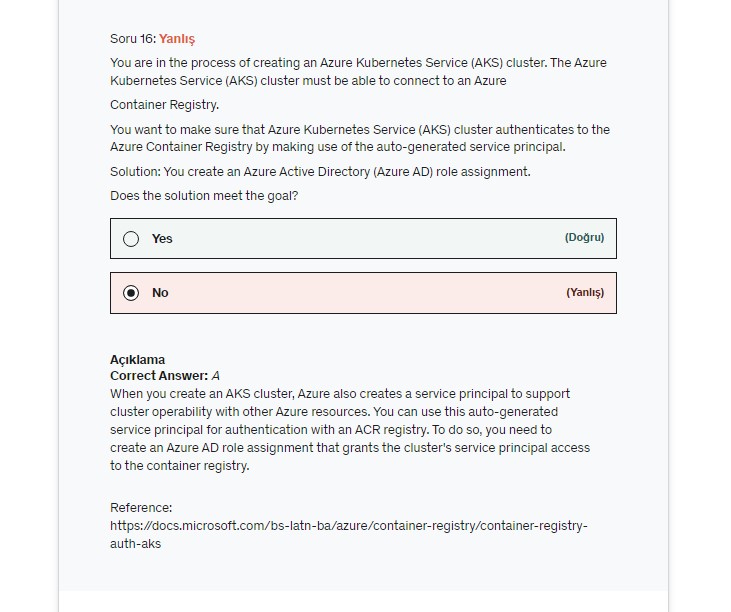 Soru 16: Yanlış
You are in the process of creating an Azure Kubernetes Service (AKS) cluster. The Azure
Kubernetes Service (AKS) cluster must be able to connect to an Azure
Container Registry.
You want to make sure that Azure Kubernetes Service (AKS) cluster authenticates to the
Azure Container Registry by making use of the auto-generated service principal.
Solution: You create an Azure Active Directory (Azure AD) role assignment.
Does the solution meet the goal?
Yes (Doğru)
No (Yanlış)
Açıklama
Correct Answer: A
When you create an AKS cluster, Azure also creates a service principal to support
cluster operability with other Azure resources. You can use this auto-generated
service principal for authentication with an ACR registry. To do so, you need to
create an Azure AD role assignment that grants the cluster's service principal access
to the container registry.
Reference:
https://docs.microsoft.com/bs-latn-ba/azure/container-registry/container-registry-
auth-aks